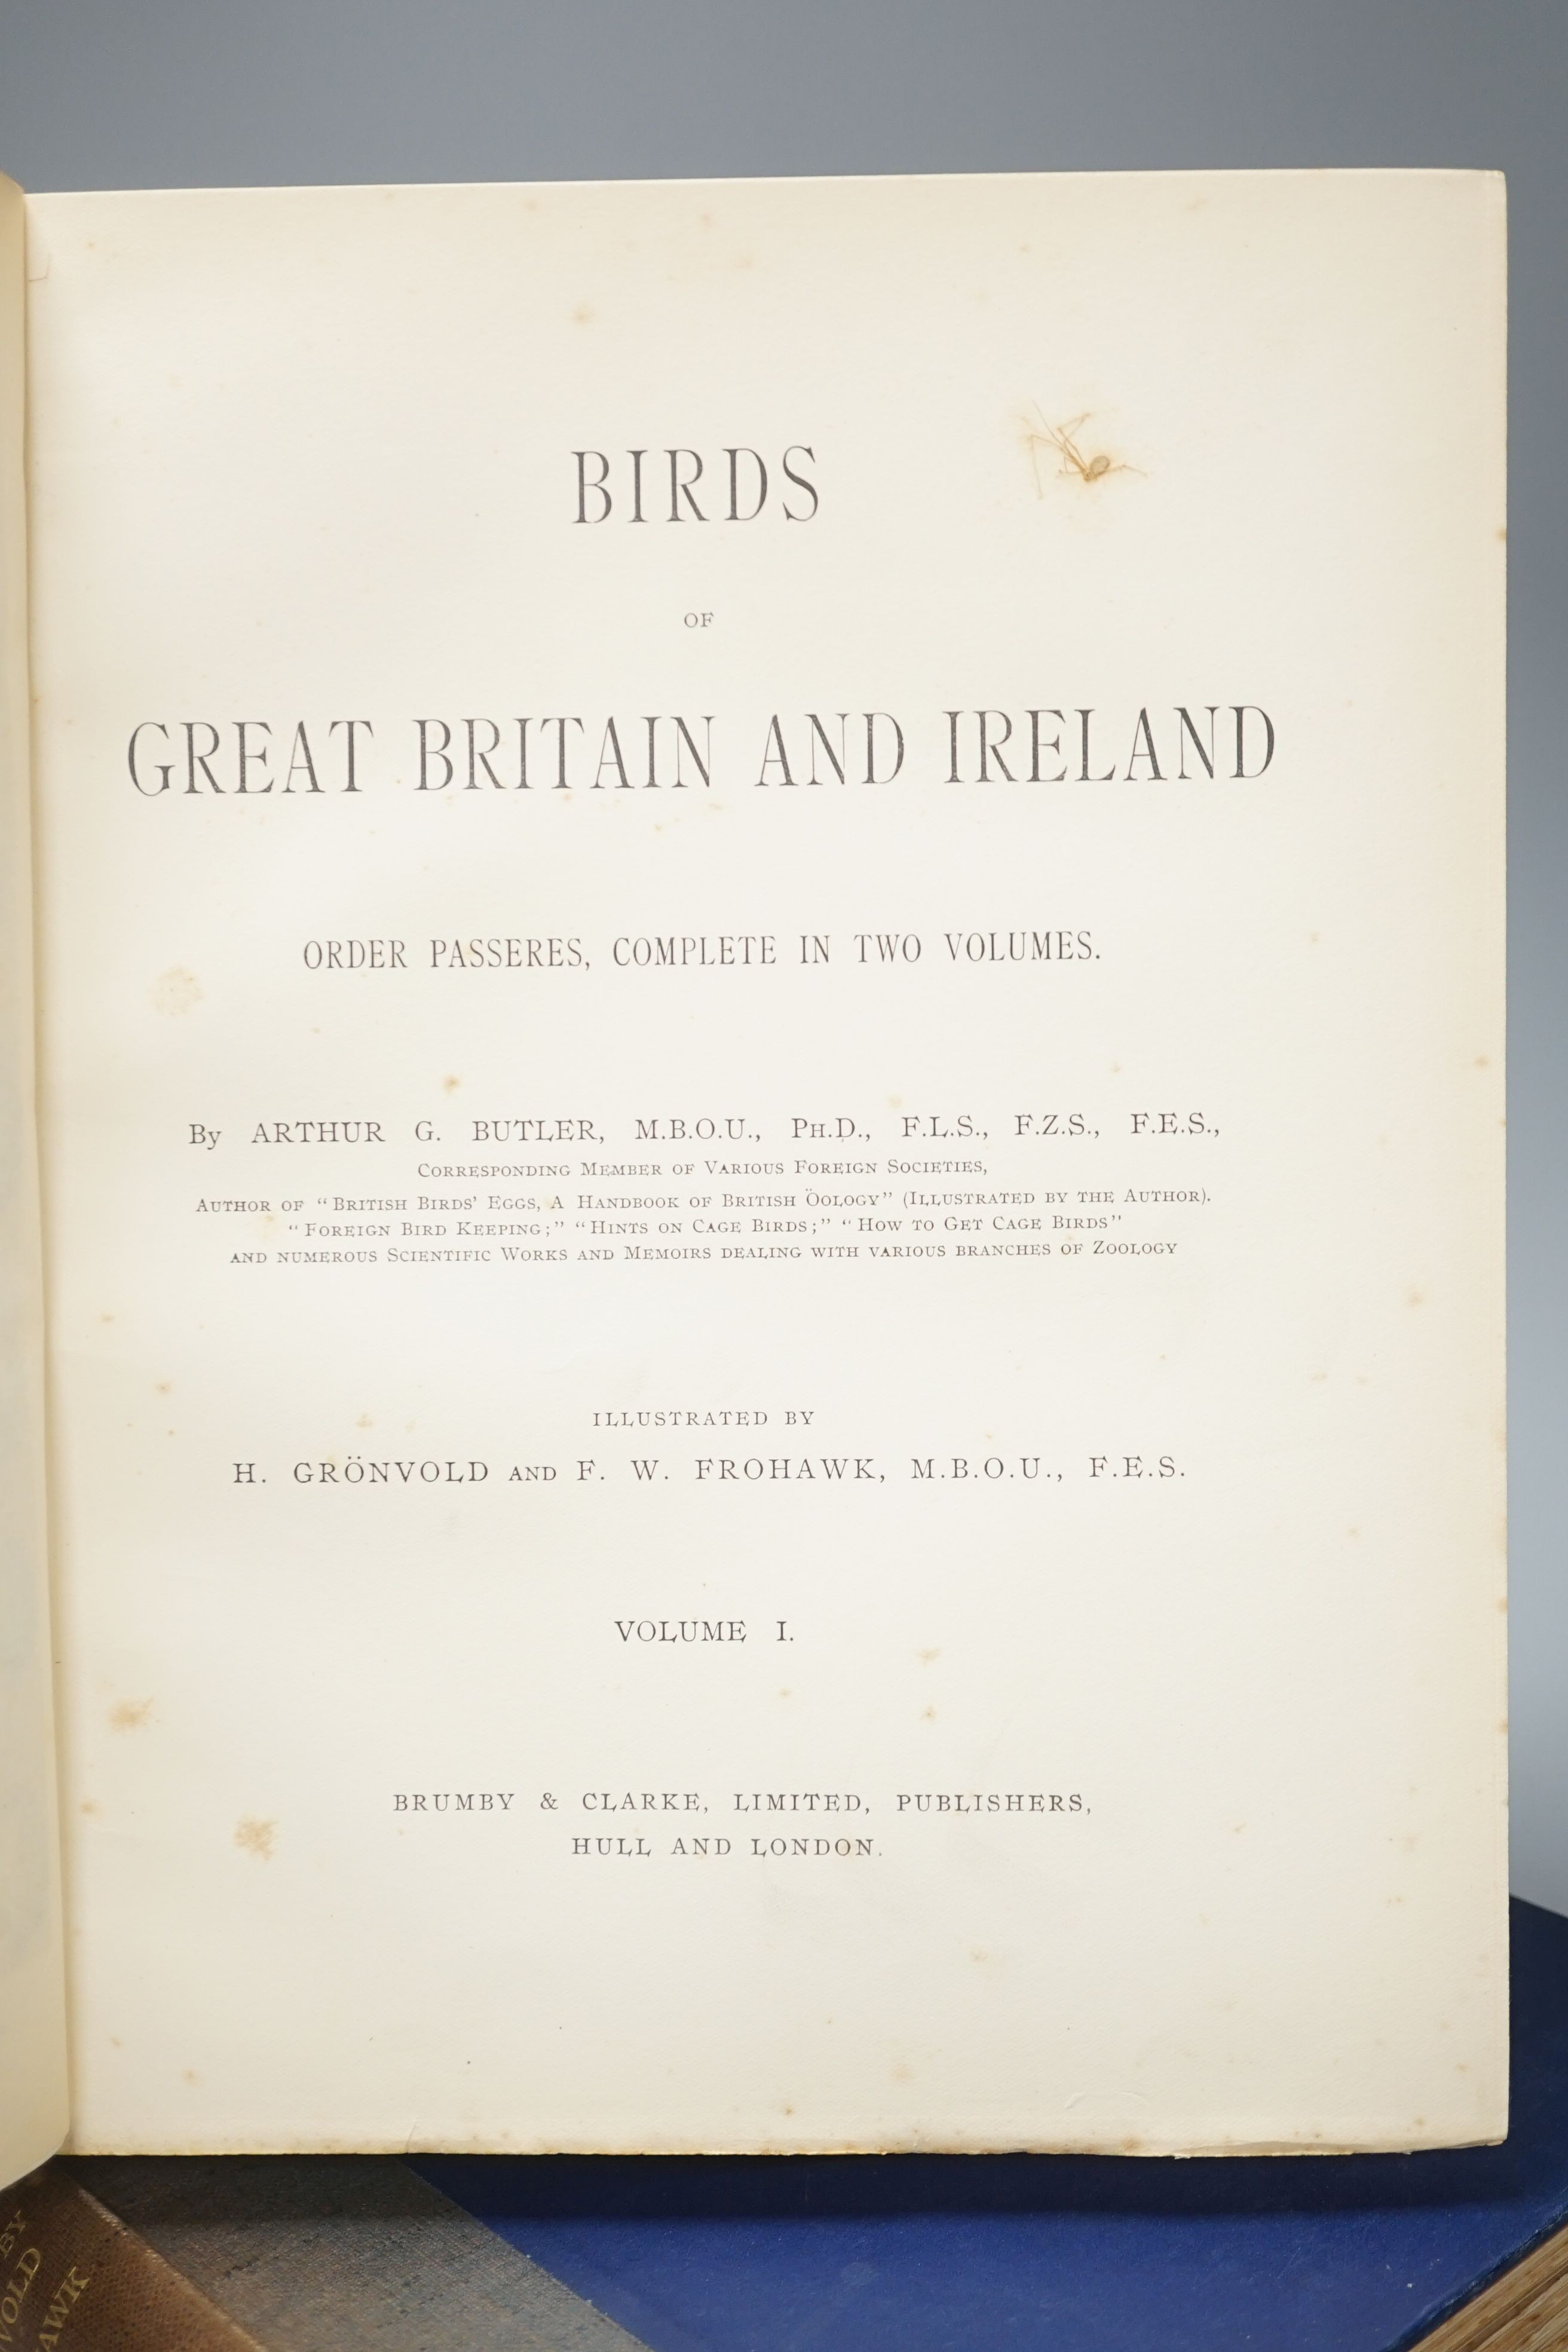 BIRDS
OF
GREAT BRITAIN AND IRELAND
ORDER PASSERES, COMPLETE IN TWO VOLUMES.
By ARTHUR G. BUTLER, M.B.O.U., PH.D., F.L.S., F.Z.S., F.E.S.,
CORRESPONDING MEMBER OF VARIOUS FOREIGN SOCIETIES,
AUTHOR OF "BRITISH BIRDS' EGGS, A HANDBOOK OF BRITISH ÖOLOGY" (ILLUSTRATED BY THE AUTHOR).
"FOREIGN BIRD KEEPING;" "HINTS ON CAGE BIRDS;" "HOW TO GET CAGE BIRDS"
AND NUMEROUS SCIENTIFIC WORKS AND MEMOIRS DEALING WITH VARIOUS BRANCHES OF ZOOLOGY
ILLUSTRATED BY
H. GRÖNVOLD AND F. W. FROHAWK, M.B.O.U., F.E.S.
VOLUME I.
BRUMBY & CLARKE, LIMITED, PUBLISHERS,
HULL AND LONDON.
BY
VOLD
AWK